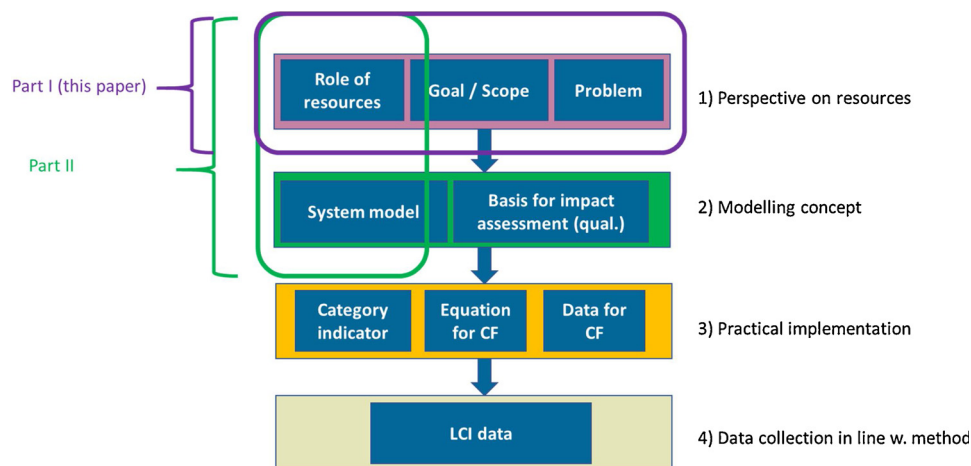 Part I (this paper)
Part II
Role of
resources
Goal / Scope
Problem
1) Perspective on resources
System model
Basis for impact
assessment (qual.)
2) Modelling concept
Category
indicator
Equation
for CF
Data for
CF
3) Practical implementation
LCI data
4) Data collection in line w. method